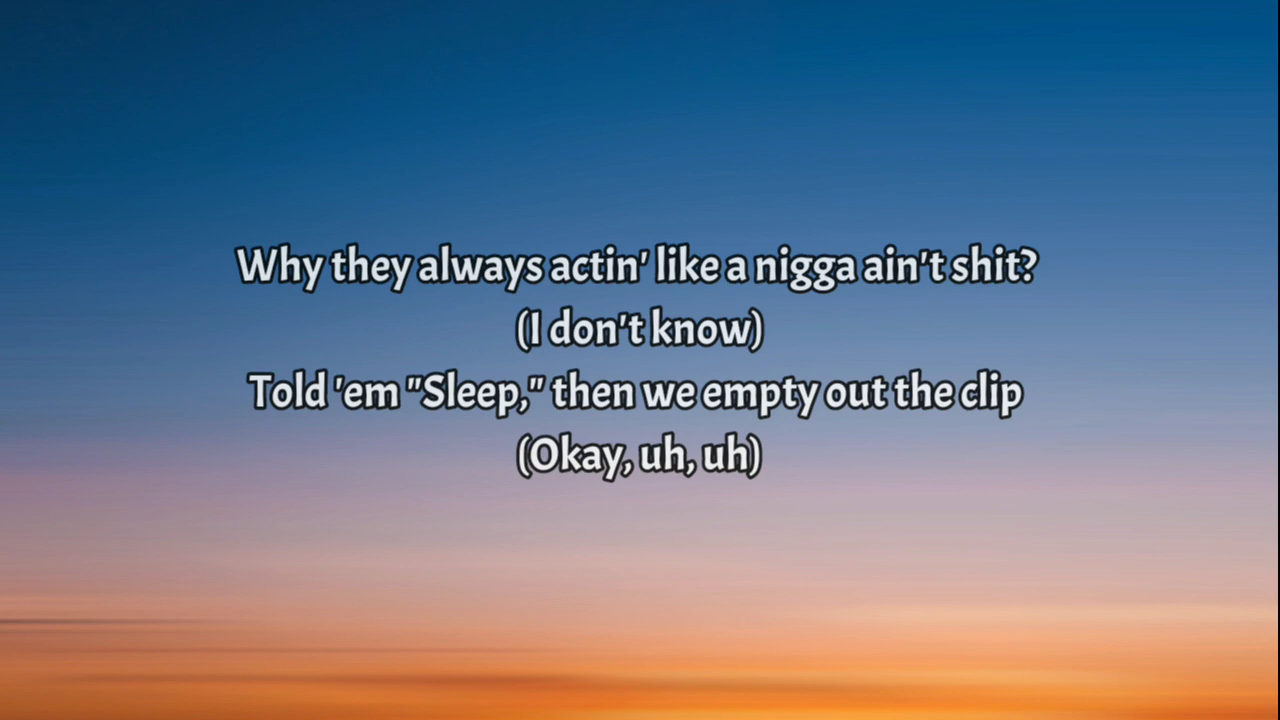 Why they always actin' like a nigga ain't shit?
(I don't know)
Told 'em "Sleep," then we empty out the clip
(Okay, uh, uh)